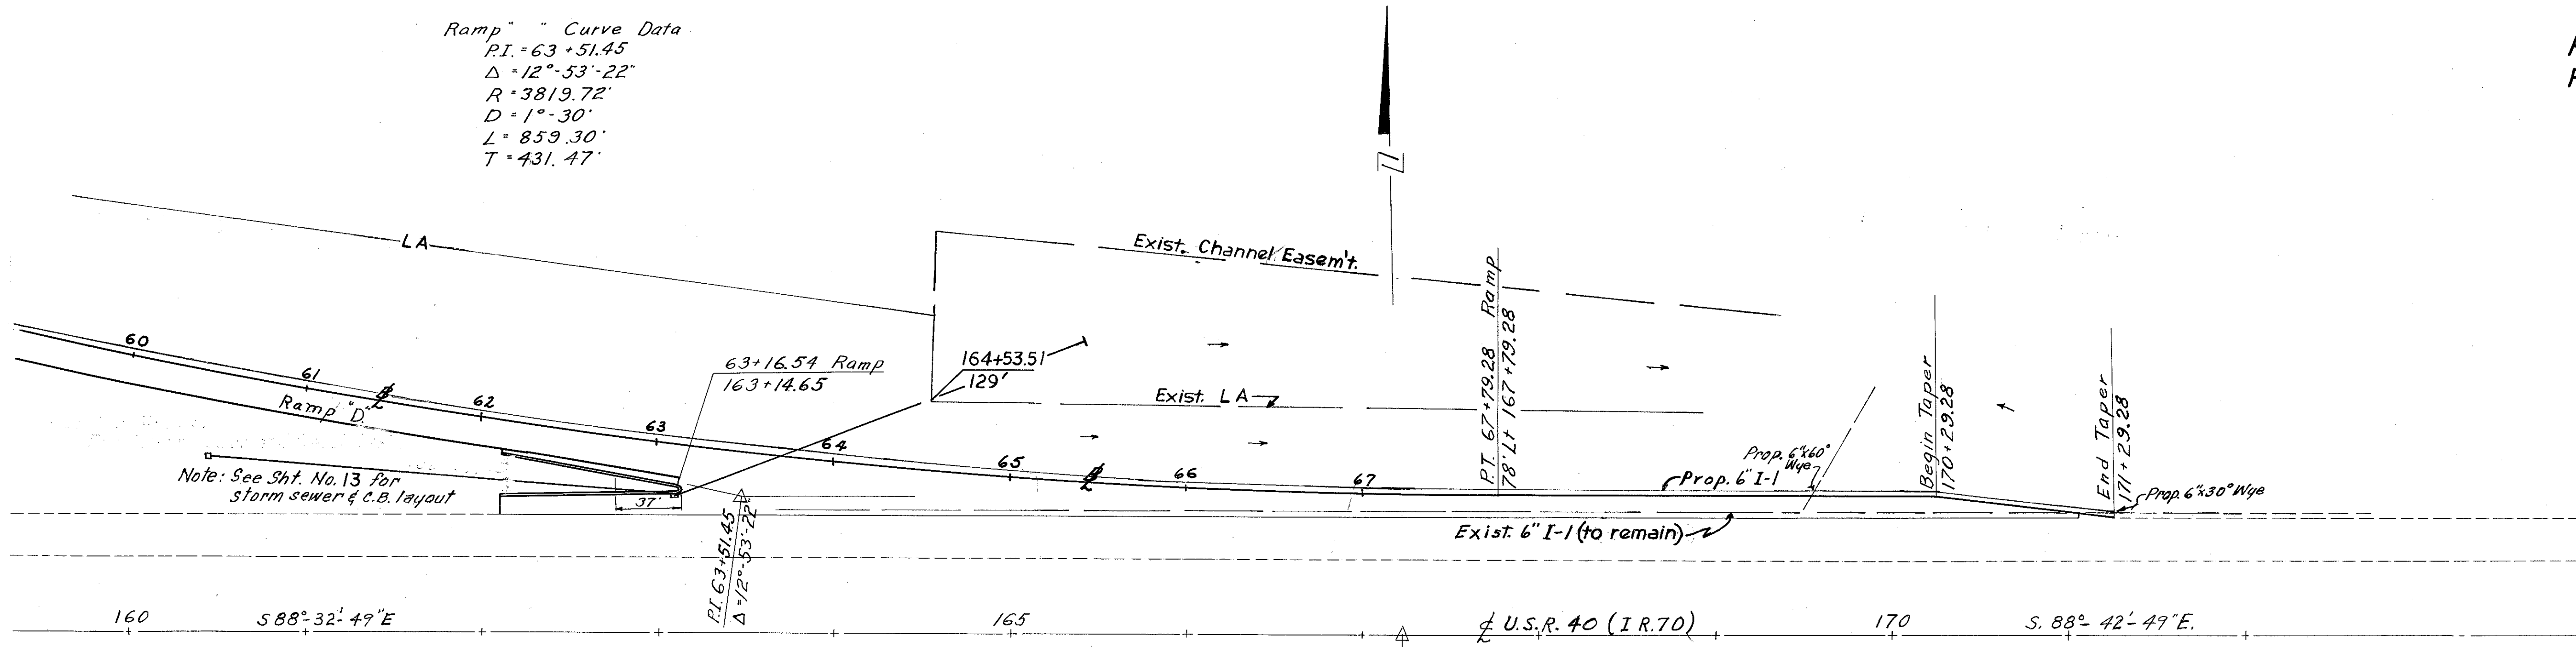 Ramp " " Curve Data
P.I. = 63 + 51.45
Δ = 12°-53'-22"
R = 3819.72'
D = 1°-30'
L = 859.30'
T = 431.47'
LA
Exist. Channel Easem't.
60
61
62
63
64
65
66
67
Ramp "D"
63+16.54 Ramp
163+14.65
164+53.51
129'
Exist. LA
P.T. 67+79.28 Ramp
78' Lt 167+79.28
Prop. 6"x60°
Wye
Prop. 6" I-1
Begin Taper
170+29.28
End Taper
171+29.28
Prop. 6"x30° Wye
Note: See Sht. No. 13 for
storm sewer & C.B. layout
37'
P.I. 63+51.45
Δ=12°-53'-22"
Exist. 6" I-1 (to remain)
160
S 88°-32'-49"E
165
℄ U.S.R. 40 (I R.70)
170
S. 88°-42'-49"E.